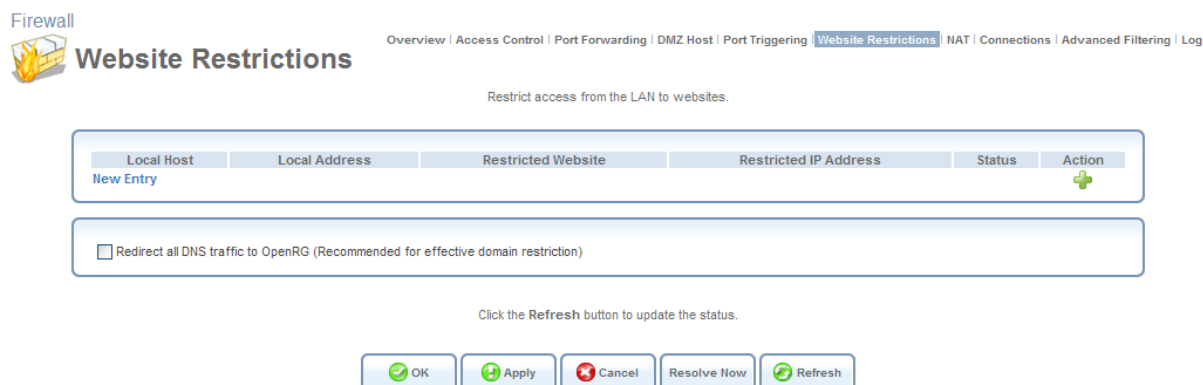 Firewall
Website Restrictions
Overview | Access Control | Port Forwarding | DMZ Host | Port Triggering | Website Restrictions | NAT | Connections | Advanced Filtering | Log
Restrict access from the LAN to websites.
Local Host Local Address Restricted Website Restricted IP Address Status Action
New Entry
Redirect all DNS traffic to OpenRG (Recommended for effective domain restriction)
Click the Refresh button to update the status.
OK Apply Cancel Resolve Now Refresh